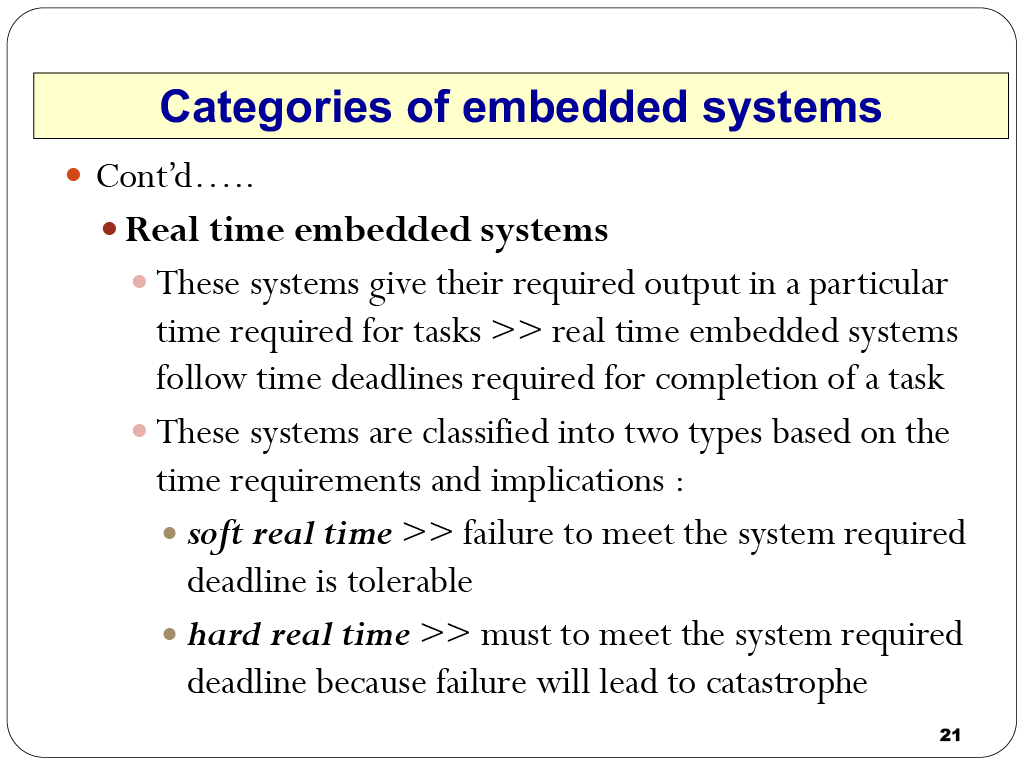 Categories of embedded systems
Cont’d…..
Real time embedded systems
These systems give their required output in a particular
time required for tasks >> real time embedded systems
follow time deadlines required for completion of a task
These systems are classified into two types based on the
time requirements and implications :
soft real time >> failure to meet the system required
deadline is tolerable
hard real time >> must to meet the system required
deadline because failure will lead to catastrophe
21